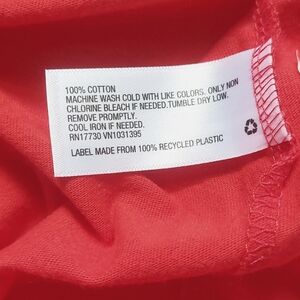 100% COTTON
MACHINE WASH COLD WITH LIKE COLORS. ONLY NON
CHLORINE BLEACH IF NEEDED.TUMBLE DRY LOW.
REMOVE PROMPTLY.
COOL IRON IF NEEDED.
RN17730 VN1031395
LABEL MADE FROM 100% RECYCLED PLASTIC